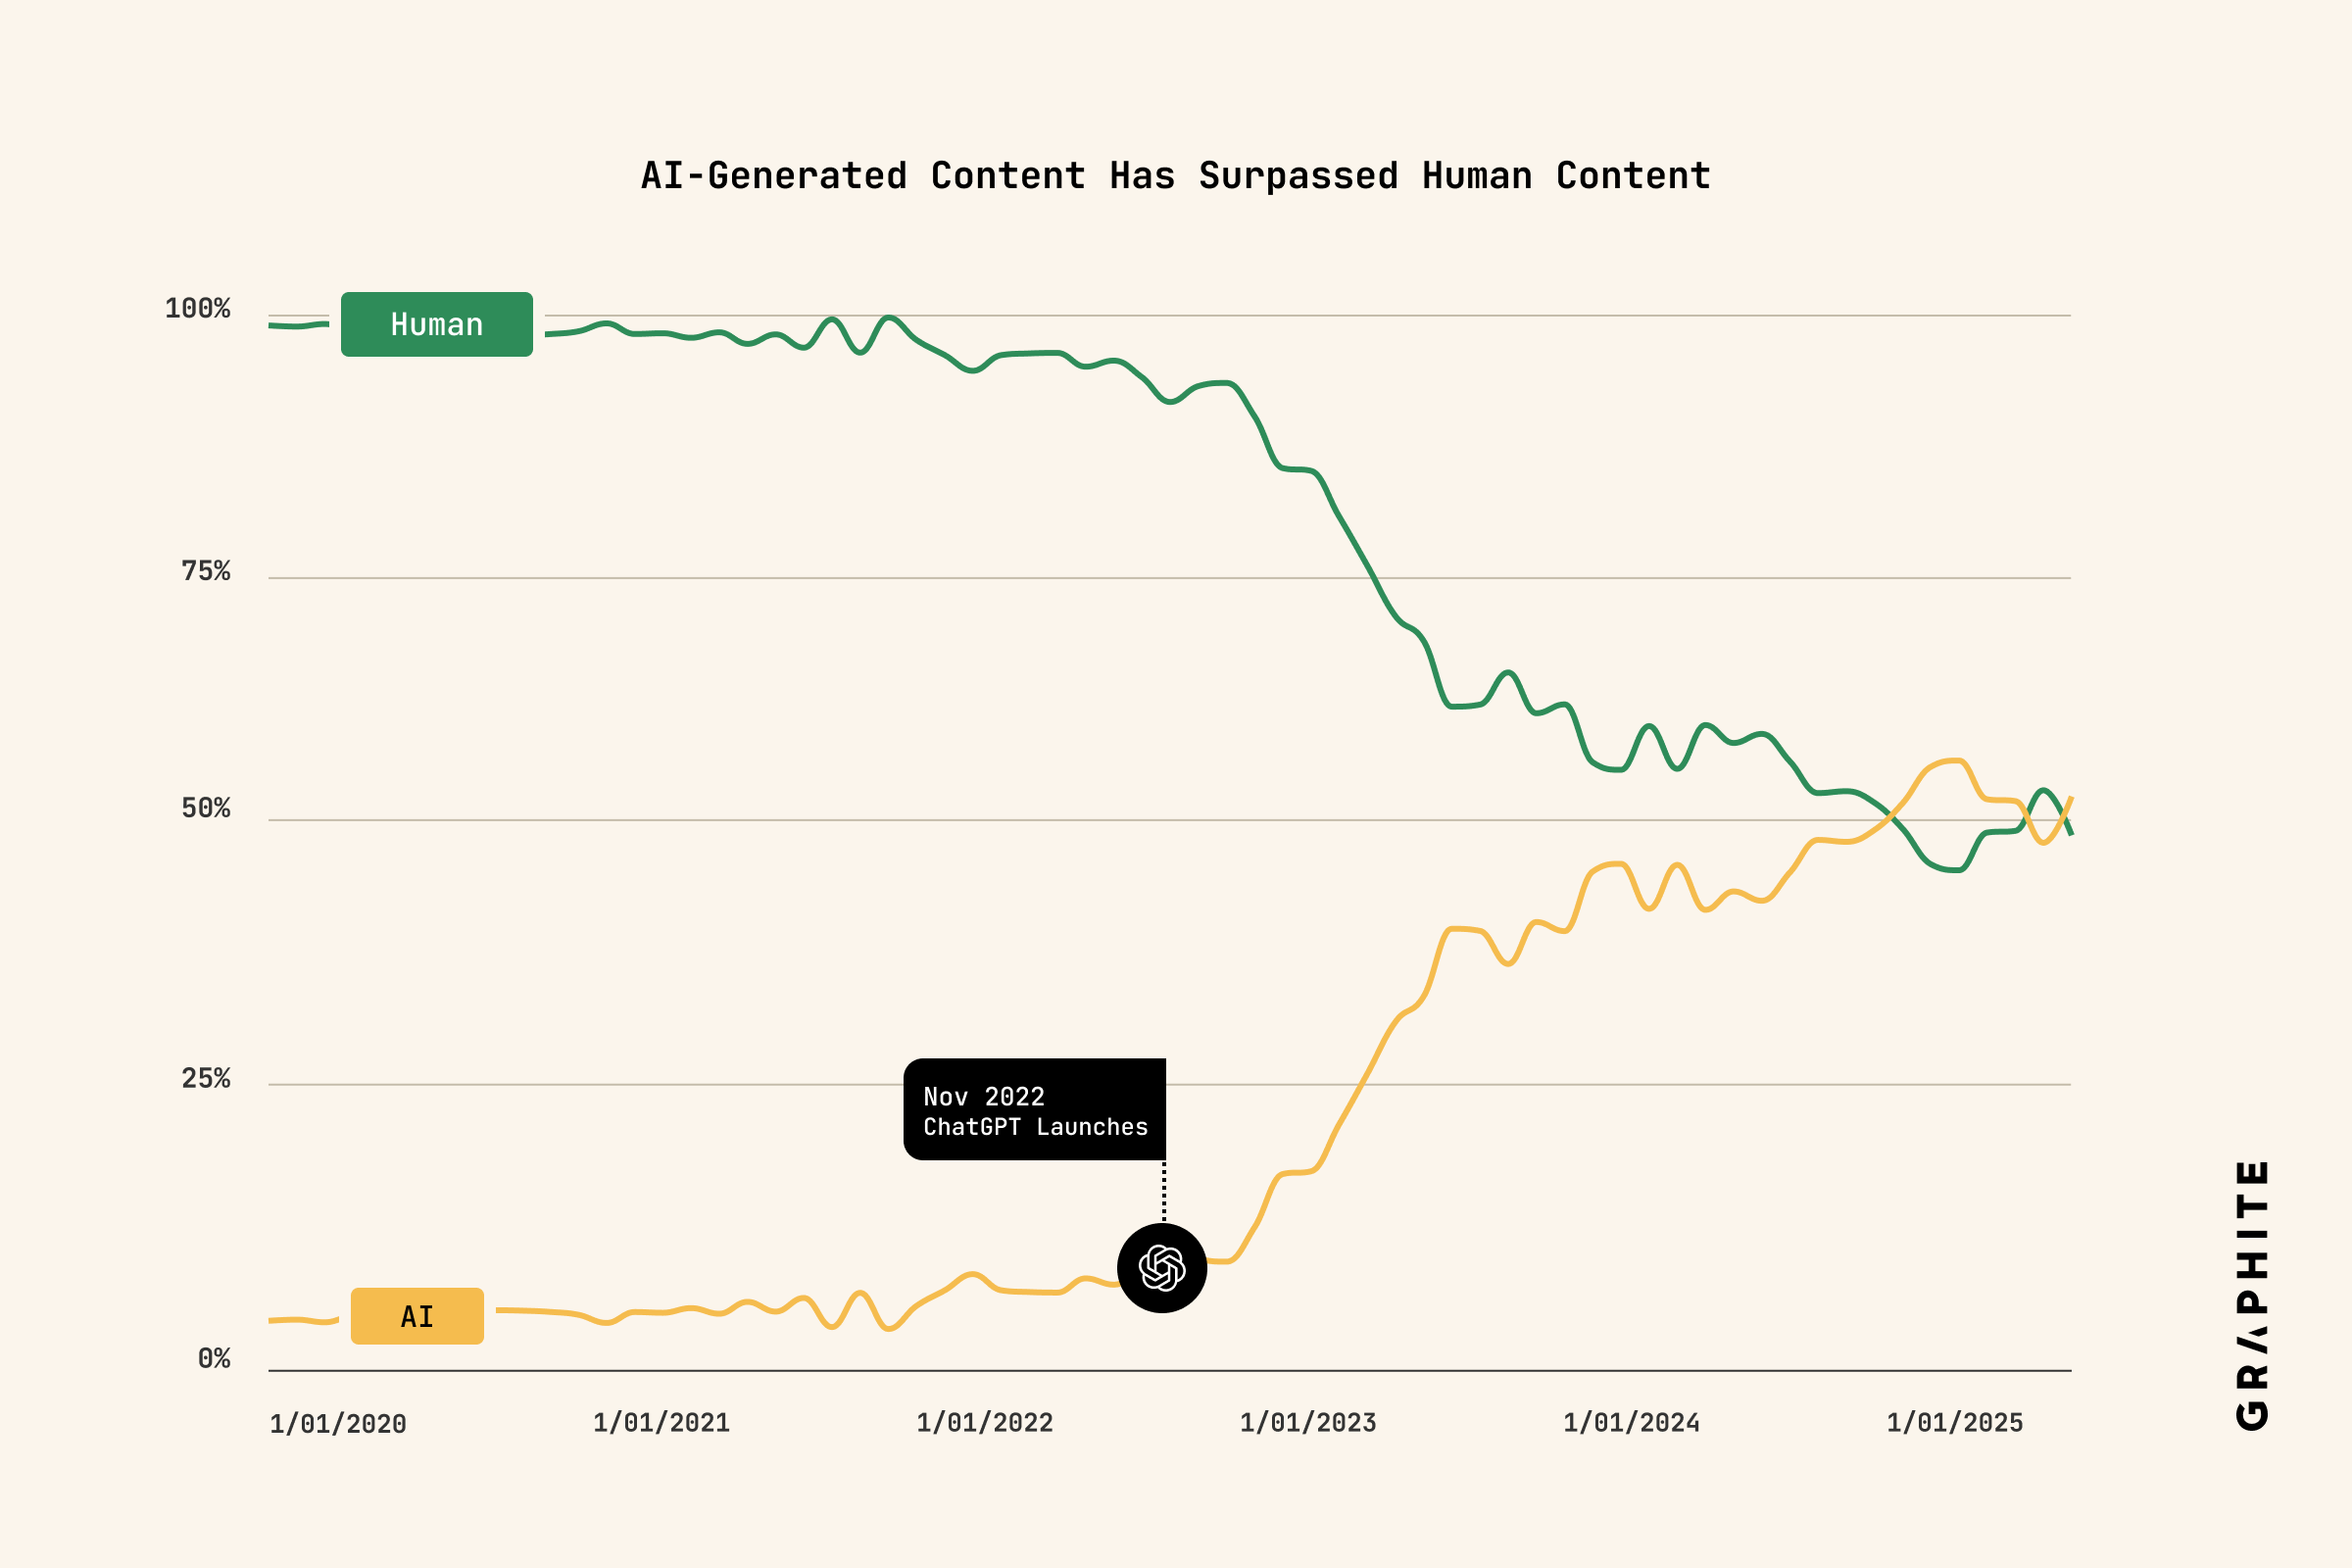 AI-Generated Content Has Surpassed Human Content
100%
Human
75%
50%
25%
Nov 2022
ChatGPT Launches
AI
0%
1/01/2020
1/01/2021
1/01/2022
1/01/2023
1/01/2024
1/01/2025
GRAPHITE